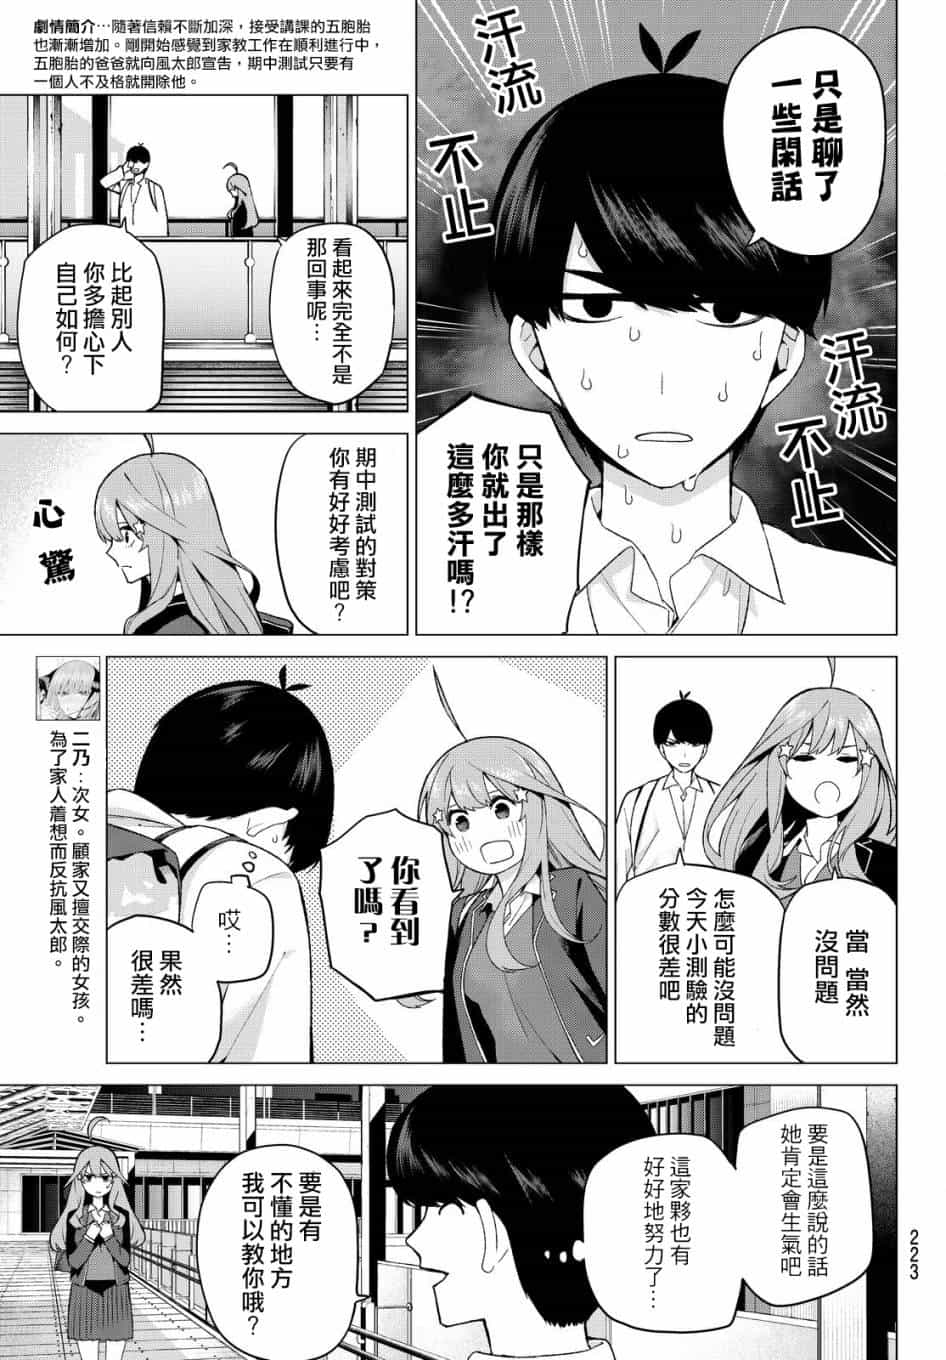 劇情簡介…隨著信賴不斷加深，接受講課的五胞胎
也漸漸增加。剛開始感覺到家教工作在順利進行中，
五胞胎的爸爸就向風太郎宣告，期中測試只要有
一個人不及格就開除他。
只是聊了
一些閑話
汗流
不止
汗流
不止
只是那樣
你就出了
這麼多汗嗎！？
看起來完全不是
那回事呢…
比起別人
你多擔心下
自己如何？
期中測試的對策
你有好好考慮吧？
心驚
當 當然
沒問題
怎麼可能沒問題
今天小測驗的
分數很差吧
你看到
了嗎？
哎…
果然
很差嗎…
二乃…次女。顧家又擅交際的女孩。
為了家人着想而反抗風太郎。
要是這麼說的話
她肯定會生氣吧
這家夥也有
好好地努力了…
要是有
不懂的地方
我可以教你哦？
223